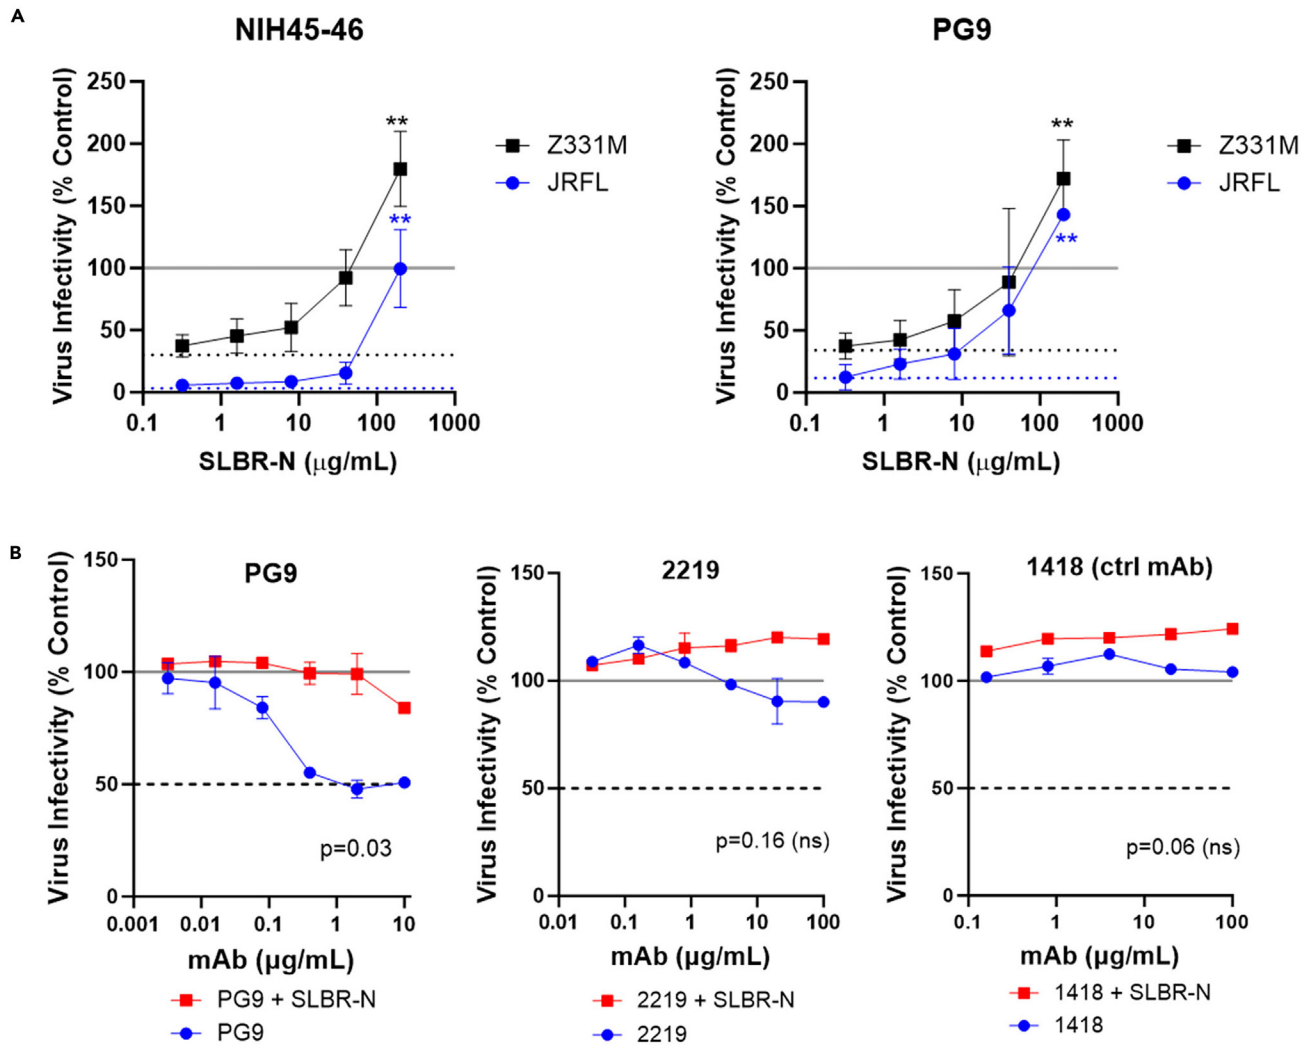 A
NIH45-46
Virus Infectivity (% Control)
250
200
150
100
50
0
0.1 1 10 100 1000
SLBR-N (μg/mL)
**
**
Z331M
JRFL
PG9
Virus Infectivity (% Control)
250
200
150
100
50
0
0.1 1 10 100 1000
SLBR-N (μg/mL)
**
**
Z331M
JRFL
B
PG9
Virus Infectivity (% Control)
150
100
50
0
p=0.03
0.001 0.01 0.1 1 10
mAb (μg/mL)
PG9 + SLBR-N
PG9
2219
Virus Infectivity (% Control)
150
100
50
0
p=0.16 (ns)
0.01 0.1 1 10 100
mAb (μg/mL)
2219 + SLBR-N
2219
1418 (ctrl mAb)
Virus Infectivity (% Control)
150
100
50
0
p=0.06 (ns)
0.1 1 10 100
mAb (μg/mL)
1418 + SLBR-N
1418